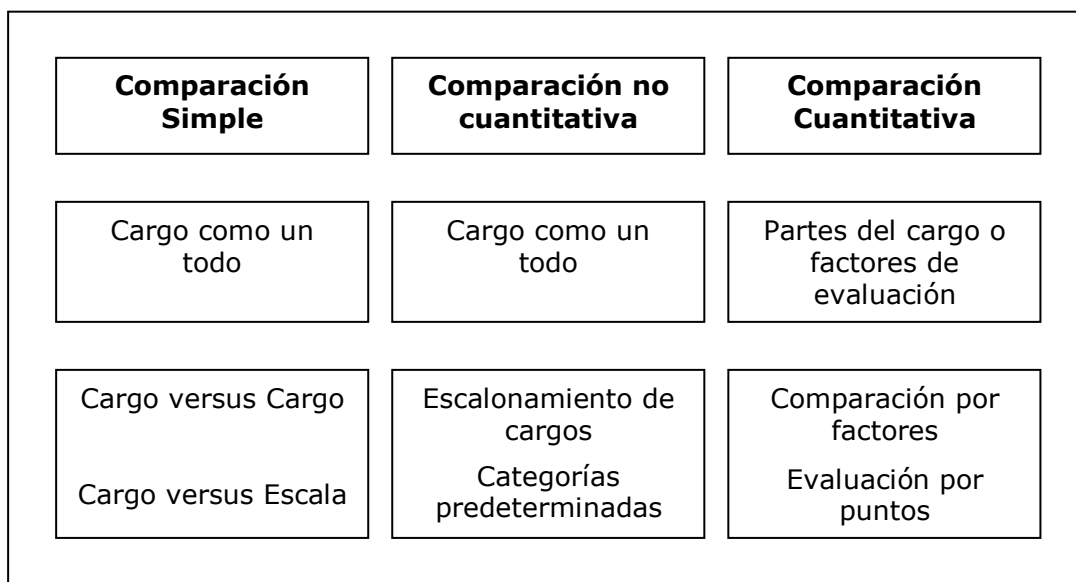 Comparación
Simple
Comparación no
cuantitativa
Comparación
Cuantitativa
Cargo como un
todo
Cargo como un
todo
Partes del cargo o
factores de
evaluación
Cargo versus Cargo
Cargo versus Escala
Escalonamiento de
cargos
Categorías
predeterminadas
Comparación por
factores
Evaluación por
puntos